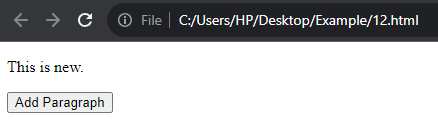 File | C:/Users/HP/Desktop/Example/12.html
This is new.
Add Paragraph